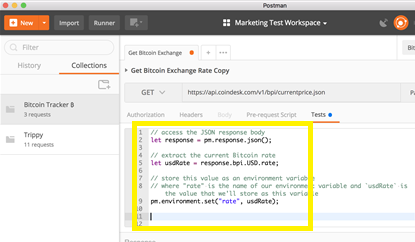 Postman
New
Import
Runner
Marketing Test Workspace
Filter
History
Collections
Bitcoin Tracker ₿
3 requests
Trippy
11 requests
Get Bitcoin Exchange
Get Bitcoin Exchange Rate Copy
GET
https://api.coindesk.com/v1/bpi/currentprice.json
Authorization
Headers
Body
Pre-request Script
Tests
1 // access the JSON response body
2 let response = pm.response.json();
3
4 // extract the current Bitcoin rate
5 let usdRate = response.bpi.USD.rate;
6
7 // store this value as an environment variable
8 // where "rate" is the name of our environment variable and `usdRate` is
the value that we'll store as this variable
9 pm.environment.set("rate", usdRate);
10
11
12